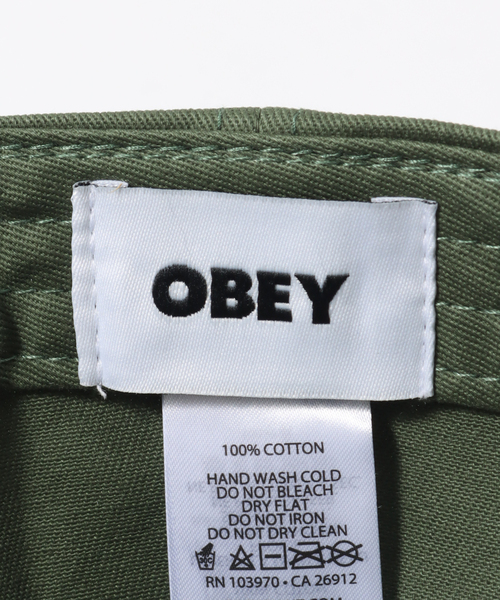 OBEY
100% COTTON
HAND WASH COLD
DO NOT BLEACH
DRY FLAT
DO NOT IRON
DO NOT DRY CLEAN
RN 103970 • CA 26912